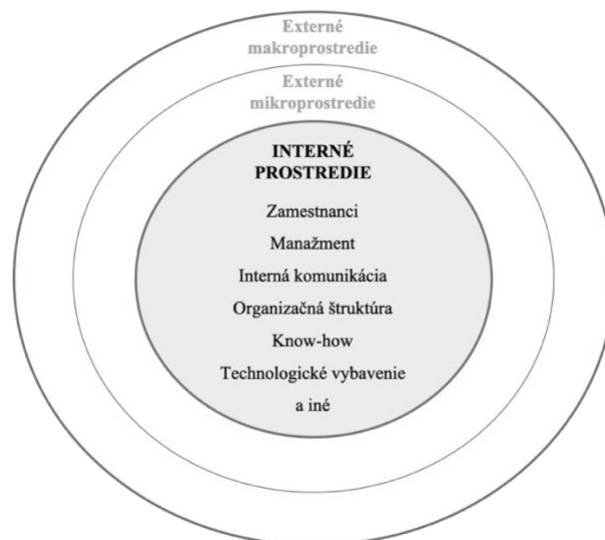 Externé
makroprostredie
Externé
mikroprostredie
INTERNÉ
PROSTREDIE
Zamestnanci
Manažment
Interná komunikácia
Organizačná štruktúra
Know-how
Technologické vybavenie
a iné